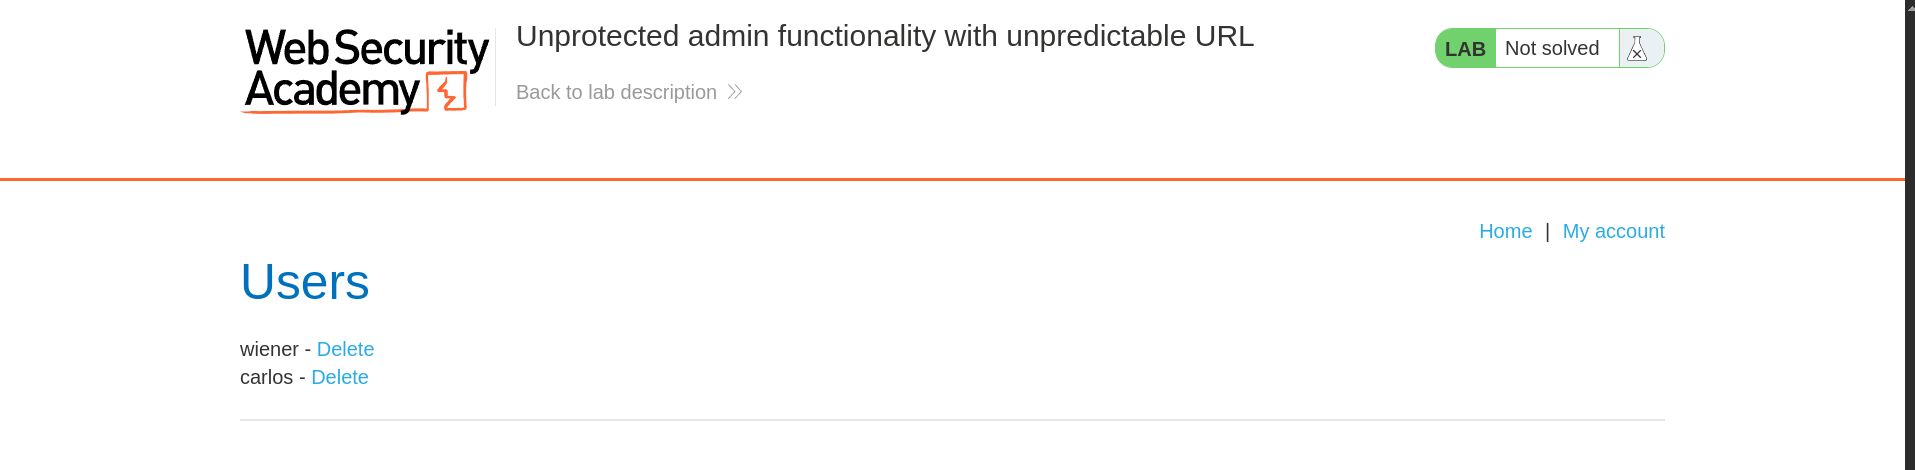 Web Security
Academy
Unprotected admin functionality with unpredictable URL
Back to lab description
LAB Not solved
Home | My account
Users
wiener - Delete
carlos - Delete